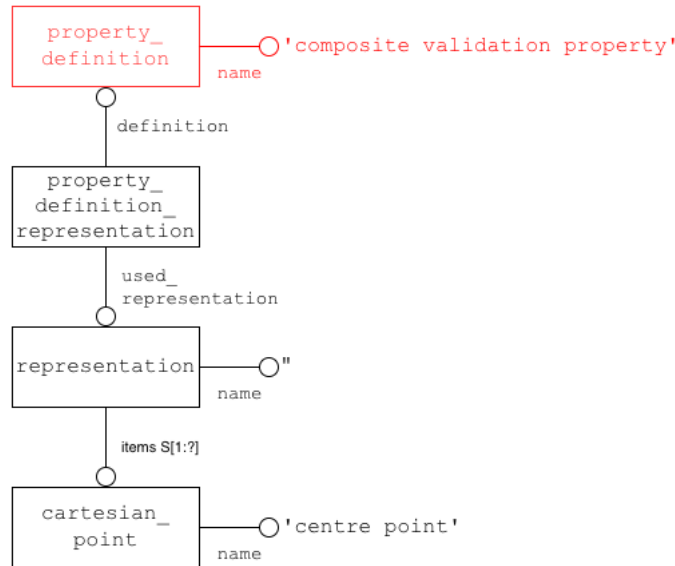 property_
definition
'composite validation property'
name
definition
property_
definition_
representation
used_
representation
representation
"
name
items S[1:?]
cartesian_
point
'centre point'
name